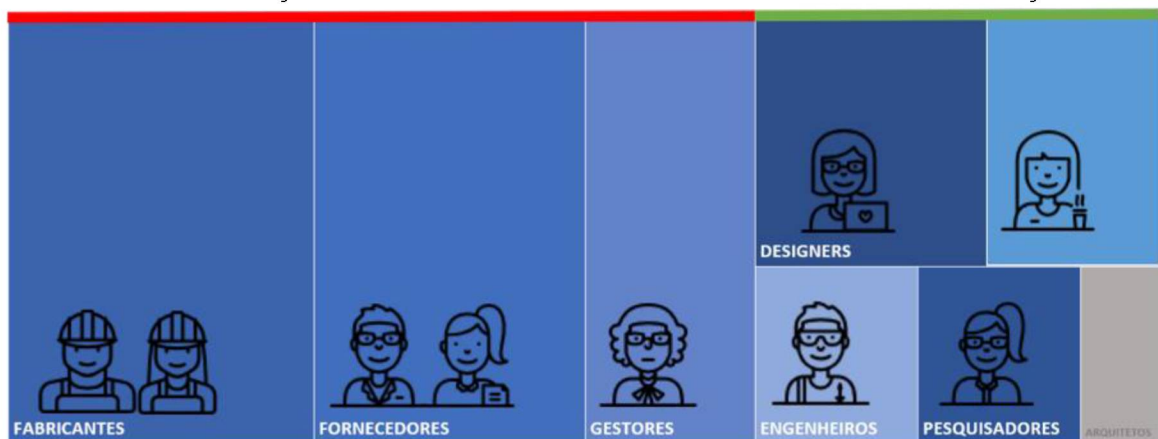 DESIGNERS
FABRICANTES
FORNECEDORES
GESTORES
ENGENHEIROS
PESQUISADORES
ARQUITETOS